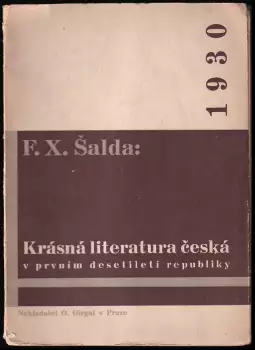 1930
F. X. Šalda:
Krásná literatura česká
v prvním desetiletí republiky
Nakladatel O. Girgal v Praze